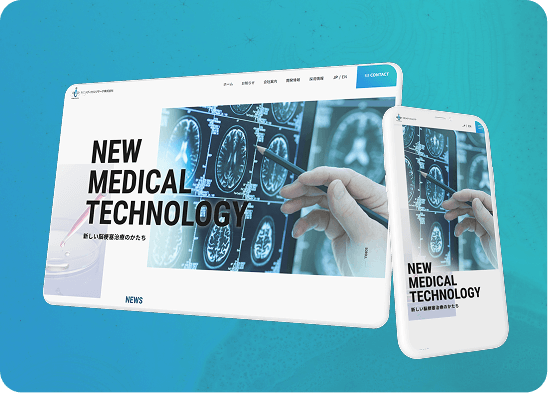 ホーム
お知らせ
会社案内
開発情報
採用情報
JP / EN
CONTACT
NEW
MEDICAL
TECHNOLOGY
新しい脳梗塞治療のかたち
NEWS
JP / EN
NEW
MEDICAL
TECHNOLOGY
新しい脳梗塞治療のかたち